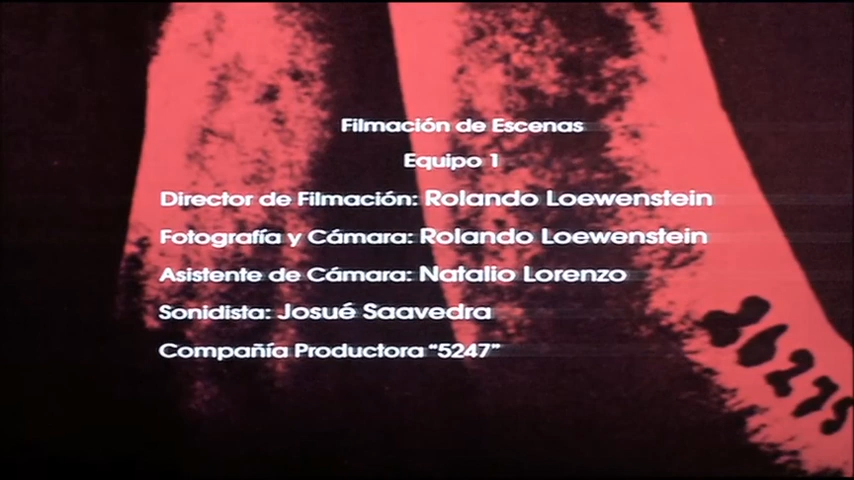 Filmación de Escenas
Equipo 1
Director de Filmación: Rolando Loewenstein
Fotografía y Cámara: Rolando Loewenstein
Asistente de Cámara: Natalio Lorenzo
Sonidista: Josué Saavedra
Compañía Productora “5247”
86275